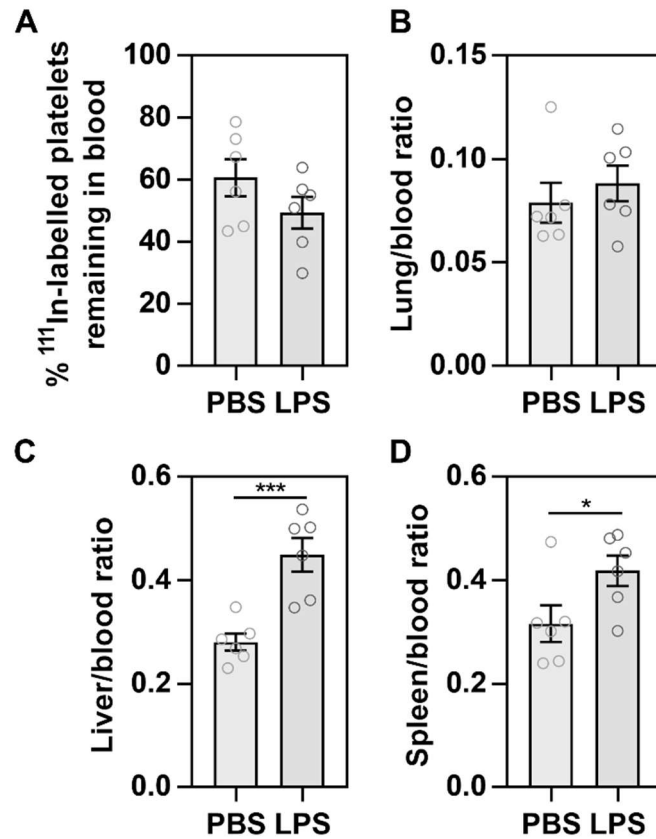 A
% ¹¹¹In-labelled platelets
remaining in blood
100
80
60
40
20
0
PBS LPS
B
Lung/blood ratio
0.15
0.10
0.05
0.00
PBS LPS
C
Liver/blood ratio
0.6
0.4
0.2
0.0
***
PBS LPS
D
Spleen/blood ratio
0.6
0.4
0.2
0.0
*
PBS LPS